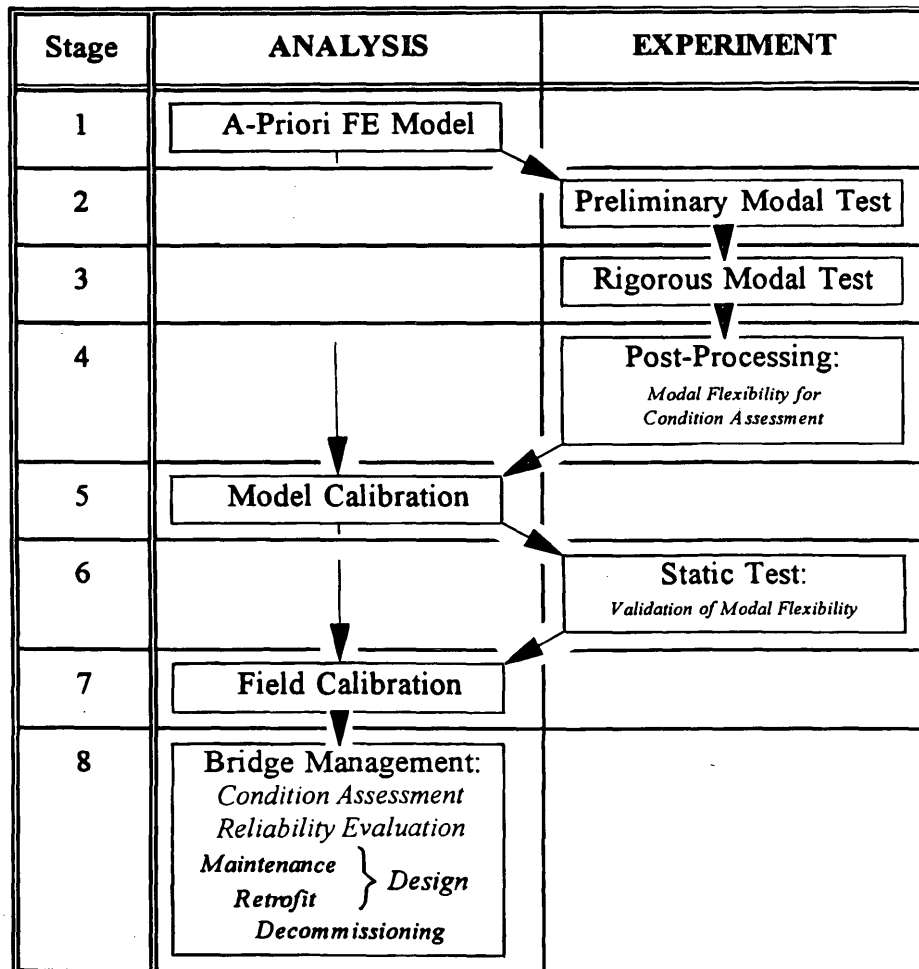 Stage ANALYSIS EXPERIMENT
1 A-Priori FE Model
2 Preliminary Modal Test
3 Rigorous Modal Test
4 Post-Processing:
Modal Flexibility for
Condition Assessment
5 Model Calibration
6 Static Test:
Validation of Modal Flexibility
7 Field Calibration
8 Bridge Management:
Condition Assessment
Reliability Evaluation
Maintenance
Retrofit
} Design
Decommissioning